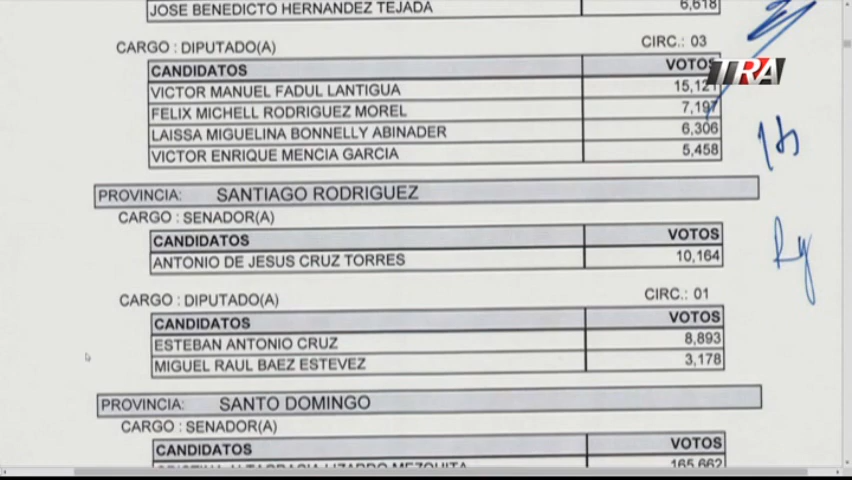 JOSE BENEDICTO HERNANDEZ TEJADA 6,618
CARGO : DIPUTADO(A) CIRC.: 03
CANDIDATOS VOTOS
VICTOR MANUEL FADUL LANTIGUA 15,121
FELIX MICHELL RODRIGUEZ MOREL 7,197
LAISSA MIGUELINA BONNELLY ABINADER 6,306
VICTOR ENRIQUE MENCIA GARCIA 5,458
TRA
PROVINCIA: SANTIAGO RODRIGUEZ
CARGO : SENADOR(A)
CANDIDATOS VOTOS
ANTONIO DE JESUS CRUZ TORRES 10,164
CARGO : DIPUTADO(A) CIRC.: 01
CANDIDATOS VOTOS
ESTEBAN ANTONIO CRUZ 8,893
MIGUEL RAUL BAEZ ESTEVEZ 3,178
PROVINCIA: SANTO DOMINGO
CARGO : SENADOR(A)
CANDIDATOS VOTOS
CRISTINA ALTAGRACIA LIZARDO MEZQUITA 165,662